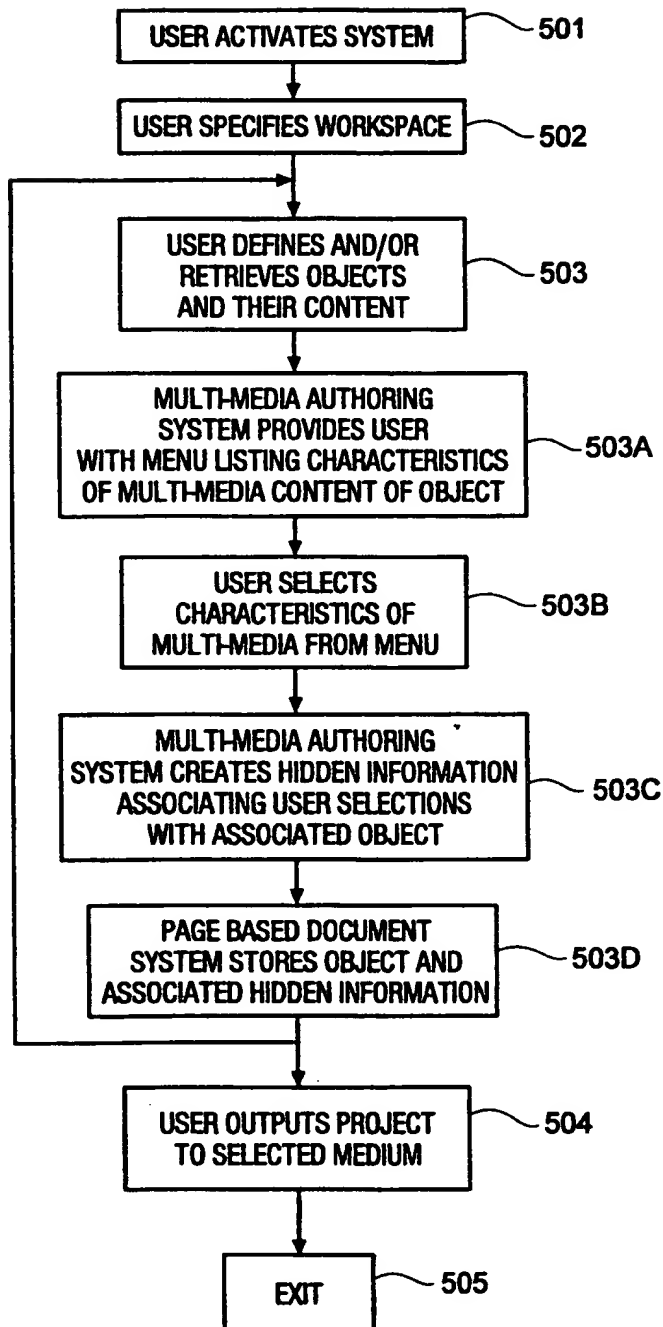 USER ACTIVATES SYSTEM
501
USER SPECIFIES WORKSPACE
502
USER DEFINES AND/OR
RETRIEVES OBJECTS
AND THEIR CONTENT
503
MULTI-MEDIA AUTHORING
SYSTEM PROVIDES USER
WITH MENU LISTING CHARACTERISTICS
OF MULTI-MEDIA CONTENT OF OBJECT
503A
USER SELECTS
CHARACTERISTICS OF
MULTI-MEDIA FROM MENU
503B
MULTI-MEDIA AUTHORING
SYSTEM CREATES HIDDEN INFORMATION
ASSOCIATING USER SELECTIONS
WITH ASSOCIATED OBJECT
503C
PAGE BASED DOCUMENT
SYSTEM STORES OBJECT AND
ASSOCIATED HIDDEN INFORMATION
503D
USER OUTPUTS PROJECT
TO SELECTED MEDIUM
504
EXIT
505